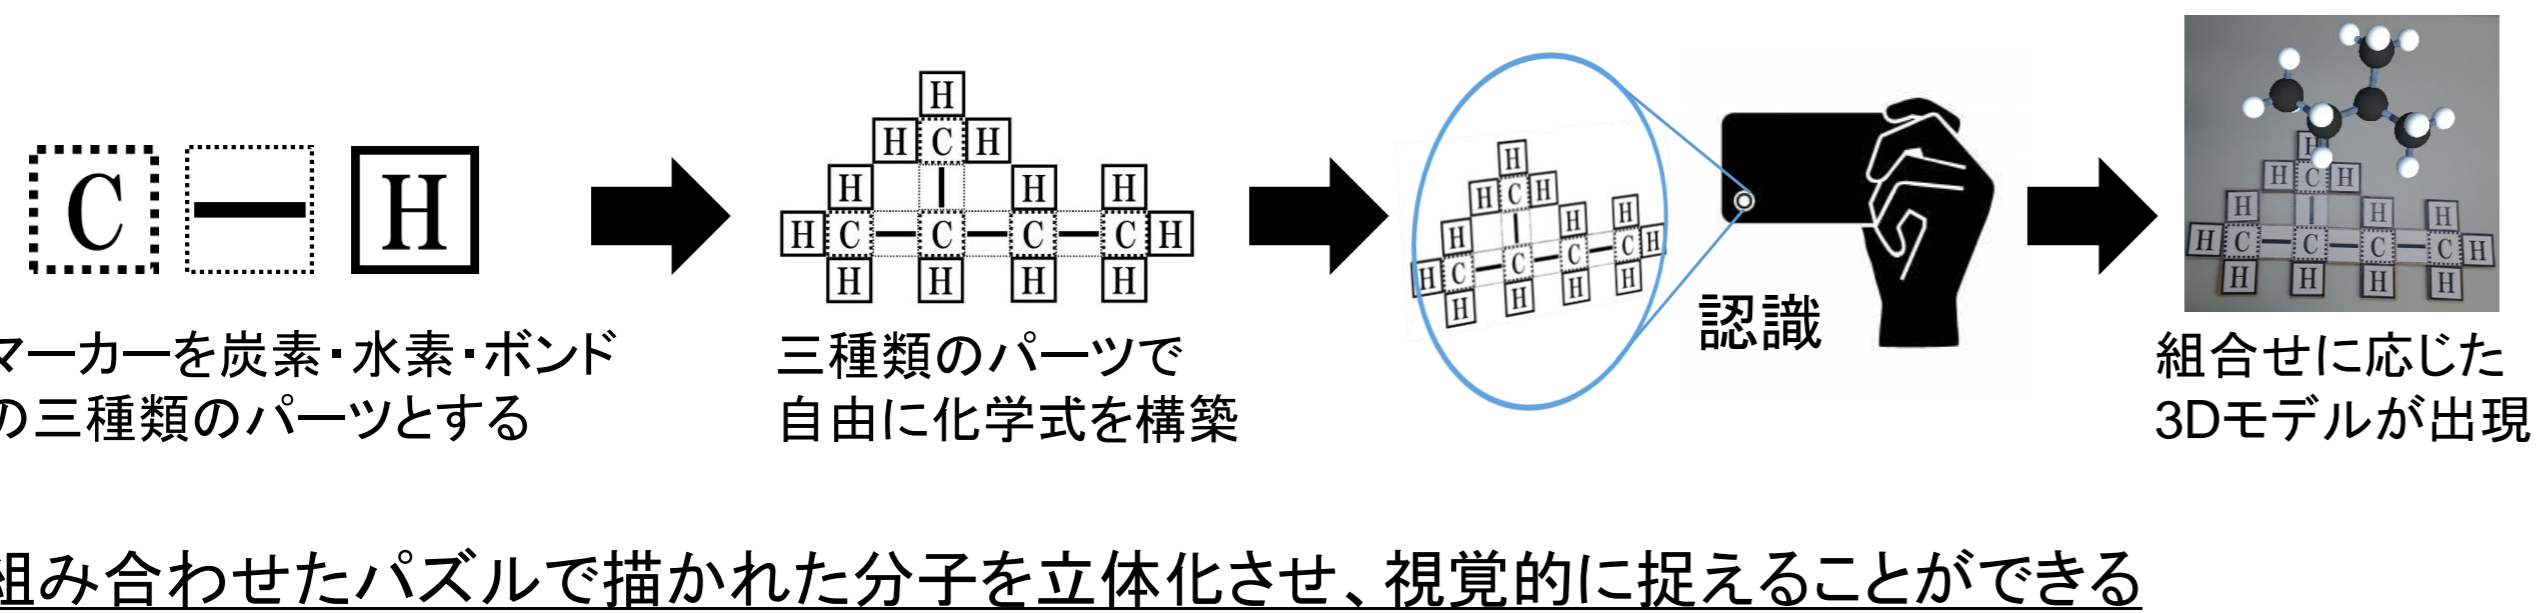 C — H
H
H C H
H H H
H C — C — C — C H
H H H H
マーカーを炭素・水素・ボンド
の三種類のパーツとする
三種類のパーツで
自由に化学式を構築
H
H C H
H H H
H C — C — C — C H
H H H H
認識
H
H C H
H H H
H C — C — C — C H
H H H H
組合せに応じた
3Dモデルが出現
組み合わせたパズルで描かれた分子を立体化させ、視覚的に捉えることができる